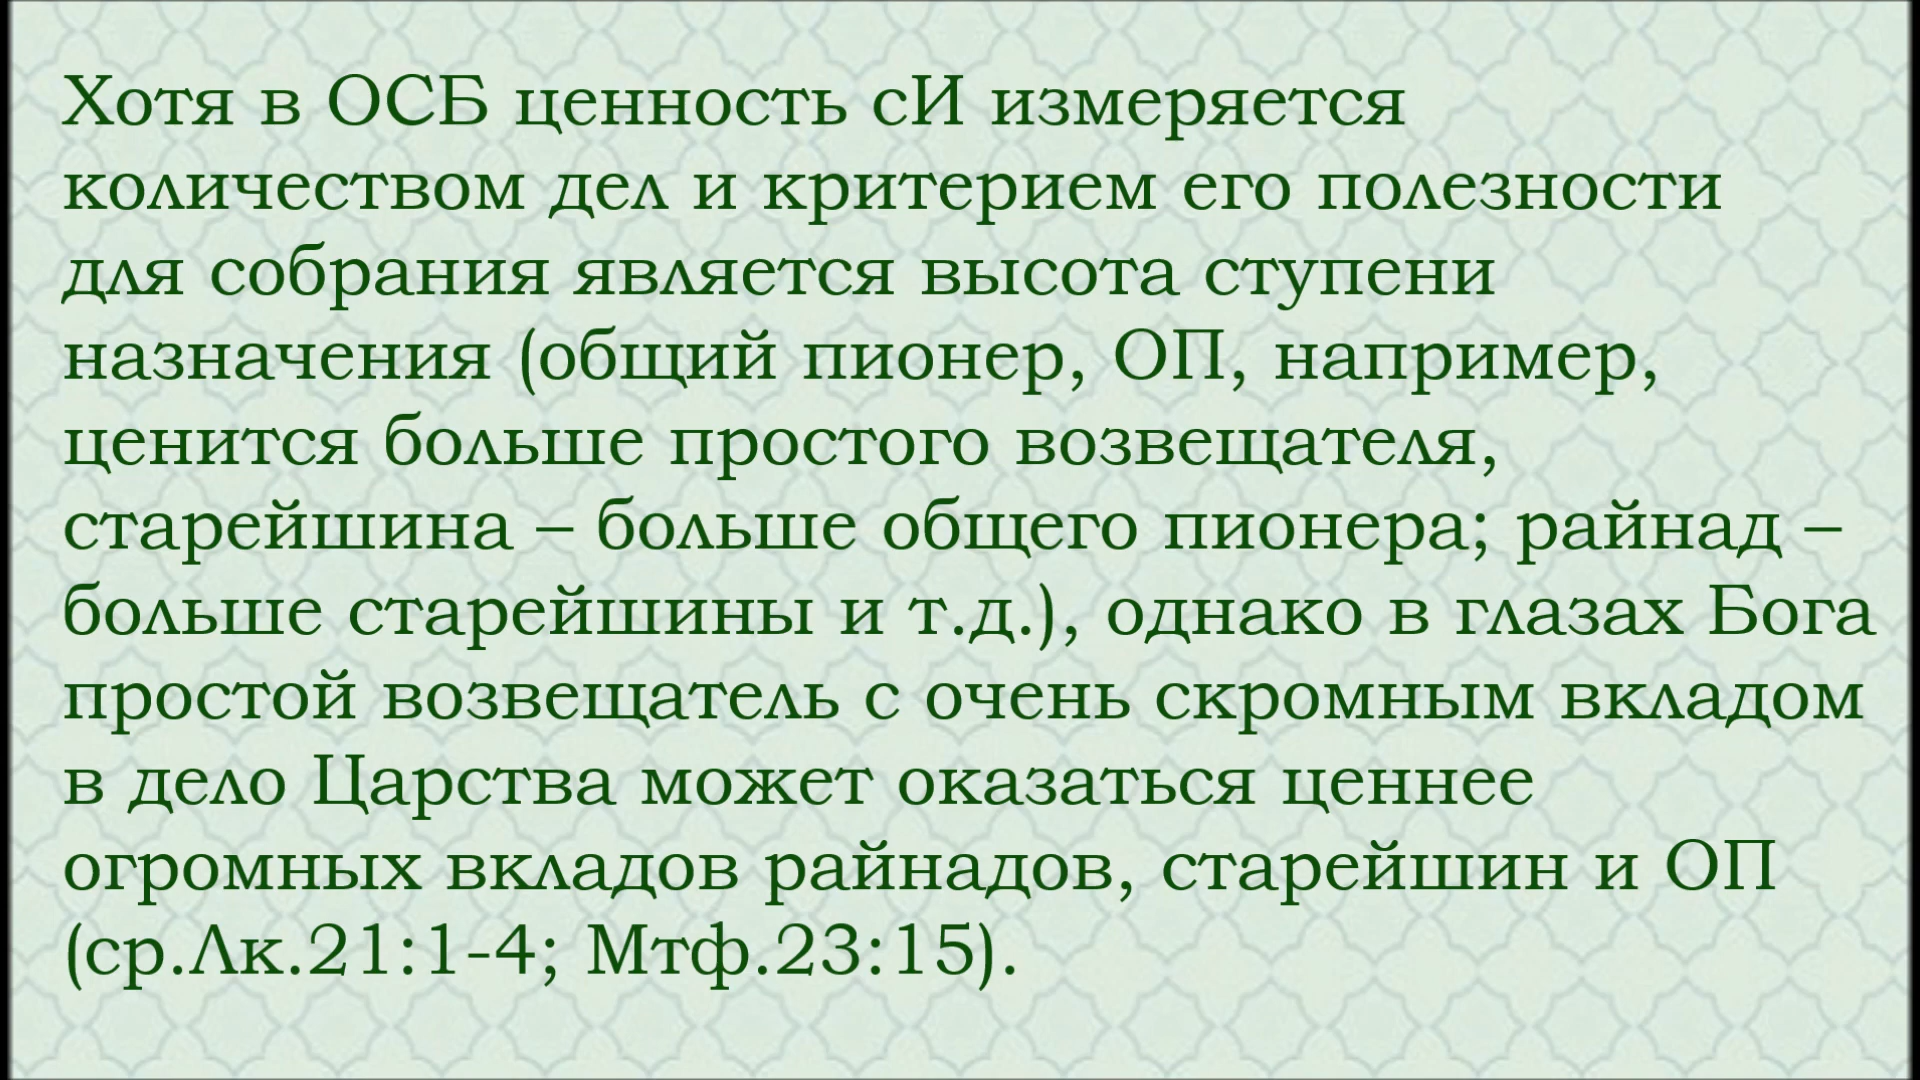 Хотя в ОСБ ценность сИ измеряется
количеством дел и критерием его полезности
для собрания является высота ступени
назначения (общий пионер, ОП, например,
ценится больше простого возвещателя,
старейшина – больше общего пионера; райнад –
больше старейшины и т.д.), однако в глазах Бога
простой возвещатель с очень скромным вкладом
в дело Царства может оказаться ценнее
огромных вкладов райнадов, старейшин и ОП
(ср.Лк.21:1-4; Мтф.23:15).